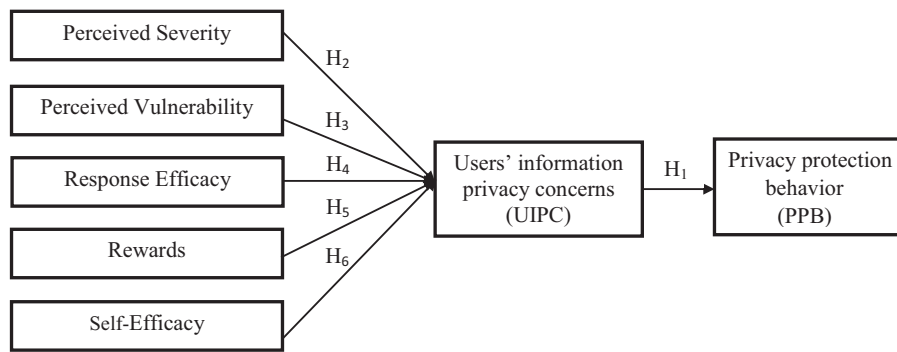 Perceived Severity
H₂
Perceived Vulnerability
H₃
Response Efficacy
H₄
Rewards
H₅
Self-Efficacy
H₆
Users’ information
privacy concerns
(UIPC)
H₁
Privacy protection
behavior
(PPB)